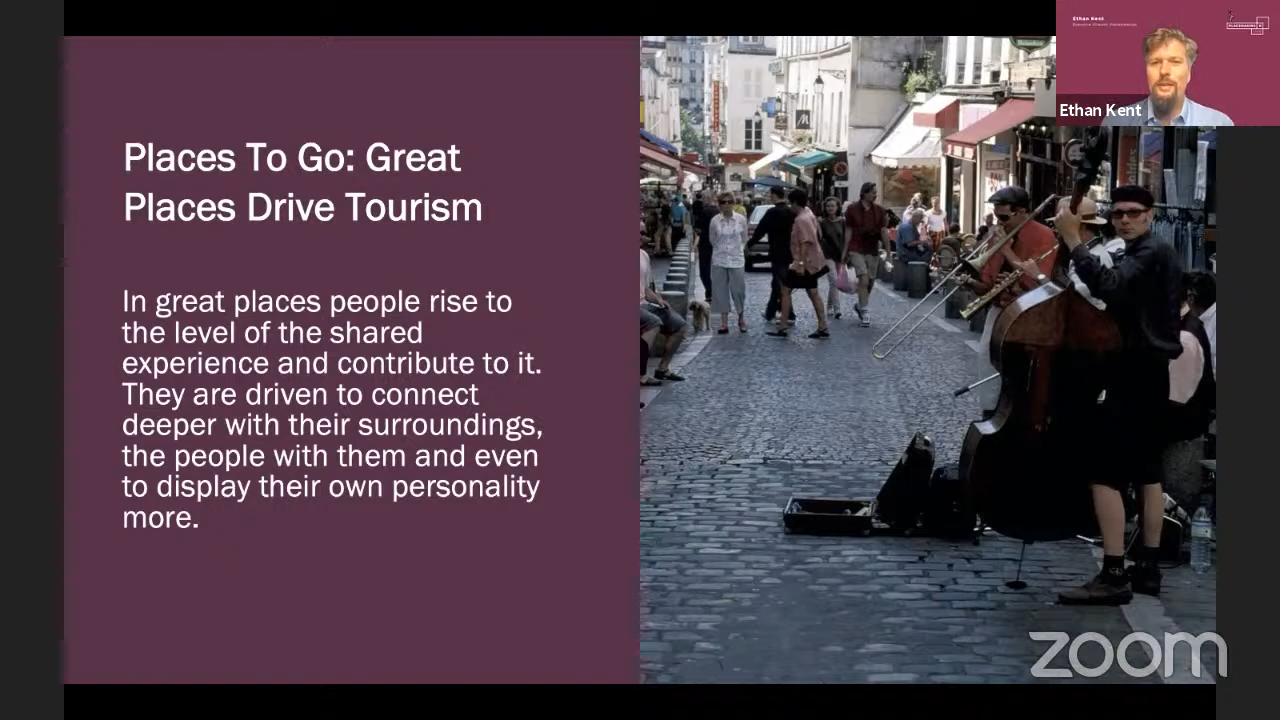 Ethan Kent
Ethan Kent
Places To Go: Great
Places Drive Tourism
In great places people rise to
the level of the shared
experience and contribute to it.
They are driven to connect
deeper with their surroundings,
the people with them and even
to display their own personality
more.
zoom